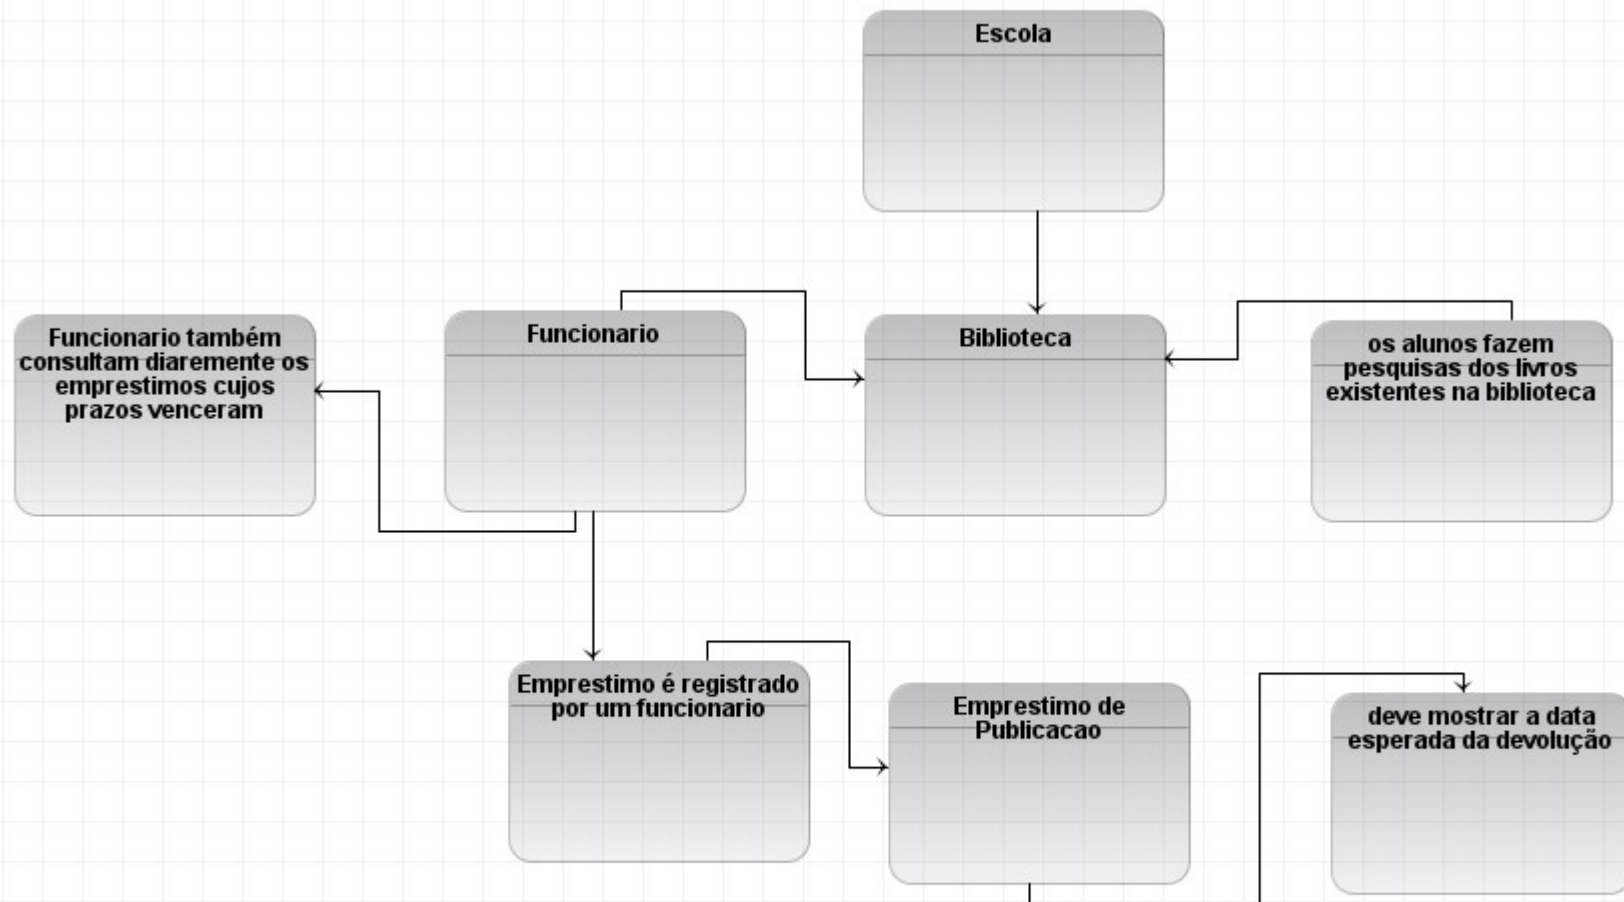 Escola
Funcionario também
consultam diaremente os
emprestimos cujos
prazos venceram
Funcionario
Biblioteca
os alunos fazem
pesquisas dos livros
existentes na biblioteca
Emprestimo é registrado
por um funcionario
Emprestimo de
Publicacao
deve mostrar a data
esperada da devolução